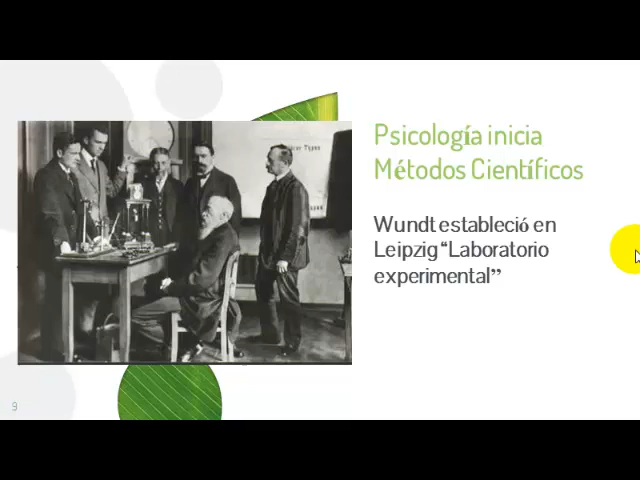 Psicología inicia
Métodos Científicos
Wundt estableció en
Leipzig “Laboratorio
experimental”
9